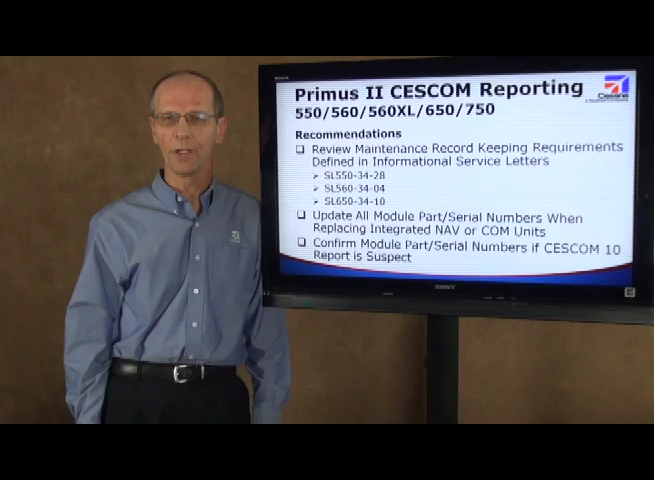 Primus II CESCOM Reporting
550/560/560XL/650/750
Cessna
Recommendations
❑ Review Maintenance Record Keeping Requirements
Defined in Informational Service Letters
➢ SL550-34-28
➢ SL560-34-04
➢ SL650-34-10
❑ Update All Module Part/Serial Numbers When
Replacing Integrated NAV or COM Units
❑ Confirm Module Part/Serial Numbers if CESCOM 10
Report is Suspect
SONY